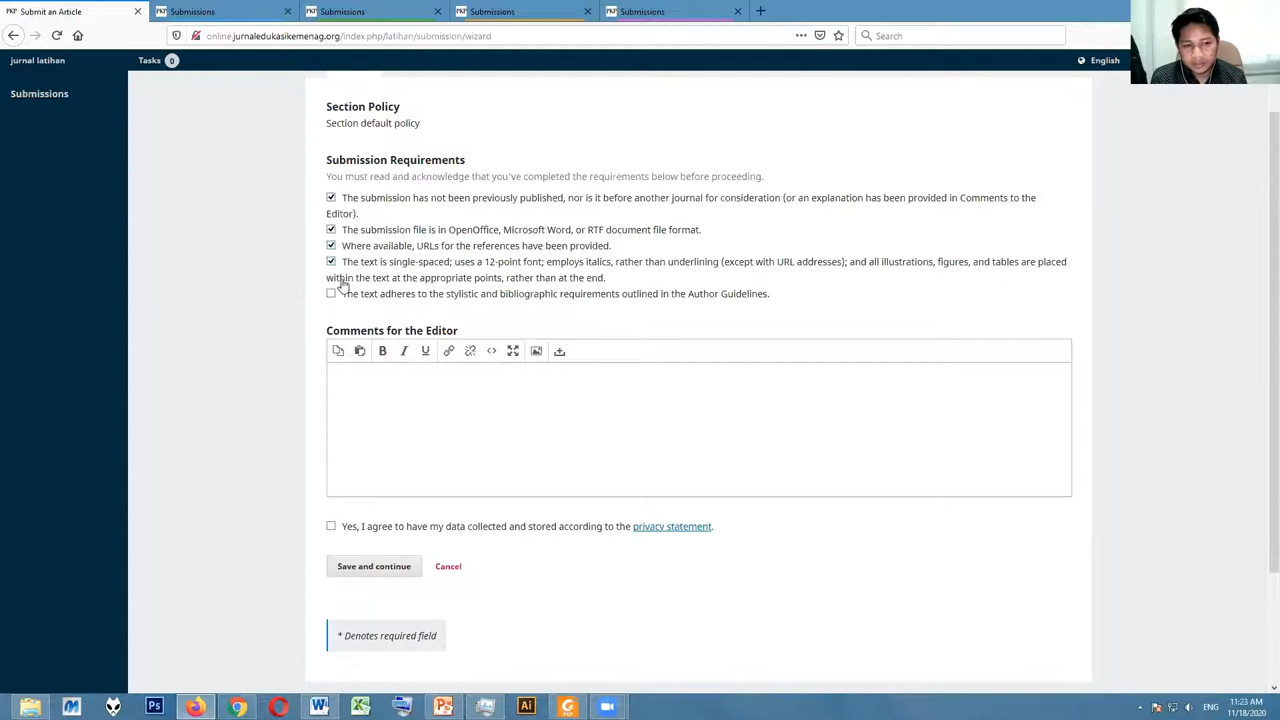 PKP Submit an Article
PKP Submissions
PKP Submissions
PKP Submissions
PKP Submissions
online.jurnaledukasikemenag.org/index.php/latihan/submission/wizard
Search
jurnal latihan
Tasks 0
English
Submissions
Section Policy
Section default policy
Submission Requirements
You must read and acknowledge that you've completed the requirements below before proceeding.
The submission has not been previously published, nor is it before another journal for consideration (or an explanation has been provided in Comments to the
Editor).
The submission file is in OpenOffice, Microsoft Word, or RTF document file format.
Where available, URLs for the references have been provided.
The text is single-spaced; uses a 12-point font; employs italics, rather than underlining (except with URL addresses); and all illustrations, figures, and tables are placed
within the text at the appropriate points, rather than at the end.
The text adheres to the stylistic and bibliographic requirements outlined in the Author Guidelines.
Comments for the Editor
B I U
Yes, I agree to have my data collected and stored according to the privacy statement.
Save and continue
Cancel
* Denotes required field
Ps
Ai
ENG
11:23 AM
11/18/2020